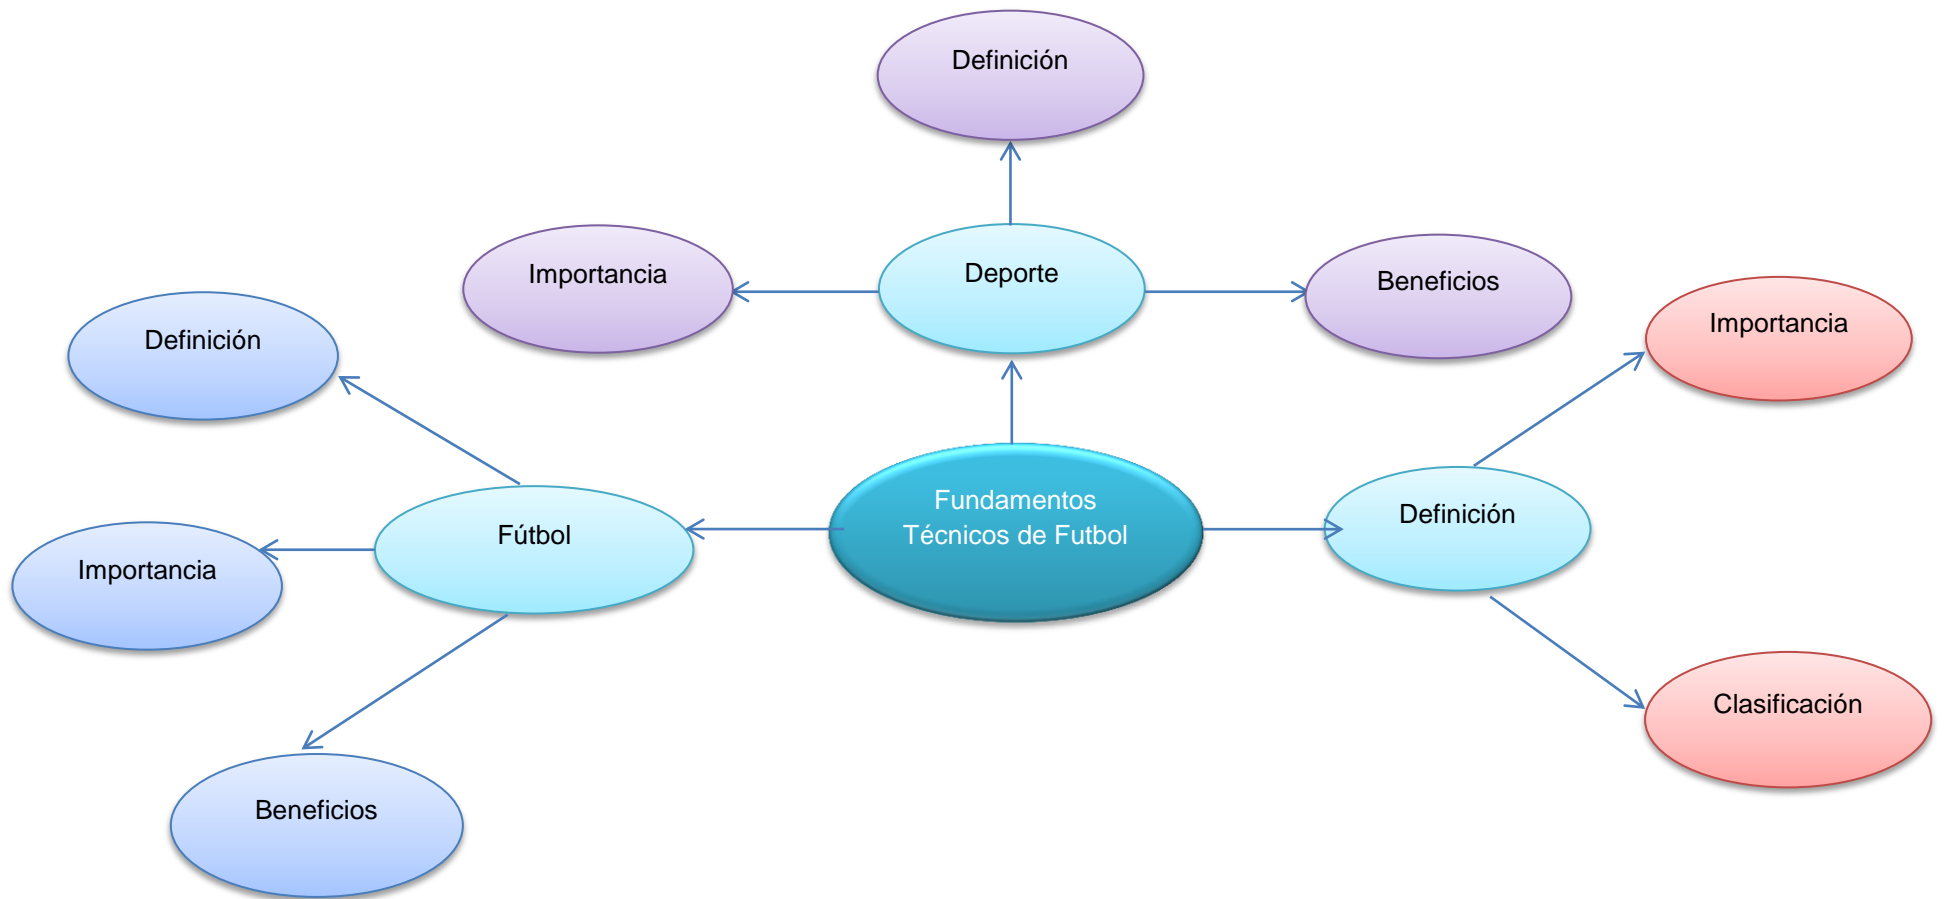 Definición
Importancia
Deporte
Beneficios
Definición
Importancia
Fundamentos
Técnicos de Futbol
Fútbol
Definición
Importancia
Clasificación
Beneficios